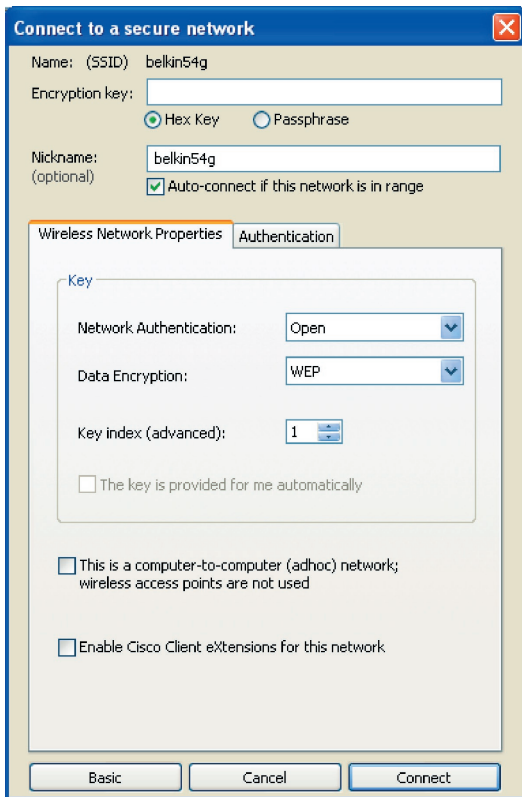 Connect to a secure network
Name: (SSID) belkin54g
Encryption key:
Hex Key Passphrase
Nickname: belkin54g
(optional)
Auto-connect if this network is in range
Wireless Network Properties Authentication
Key
Network Authentication: Open
Data Encryption: WEP
Key index (advanced): 1
The key is provided for me automatically
This is a computer-to-computer (adhoc) network;
wireless access points are not used
Enable Cisco Client eXtensions for this network
Basic Cancel Connect